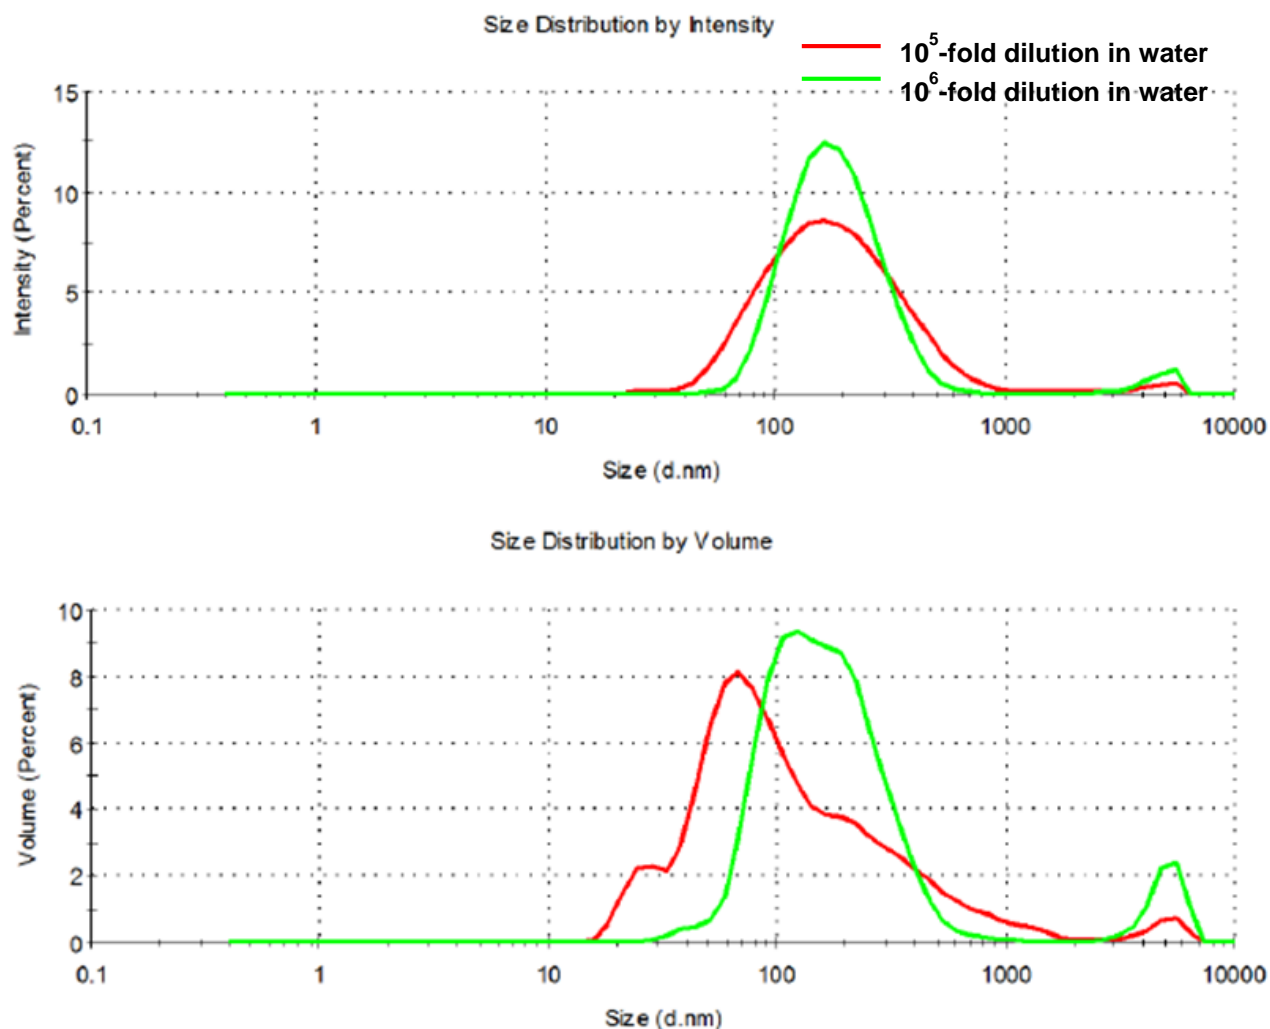 Size Distribution by Intensity
10⁵-fold dilution in water
10⁶-fold dilution in water
15
10
5
0
Intensity (Percent)
0.1 1 10 100 1000 10000
Size (d.nm)
Size Distribution by Volume
10
8
6
4
2
0
Volume (Percent)
0.1 1 10 100 1000 10000
Size (d.nm)